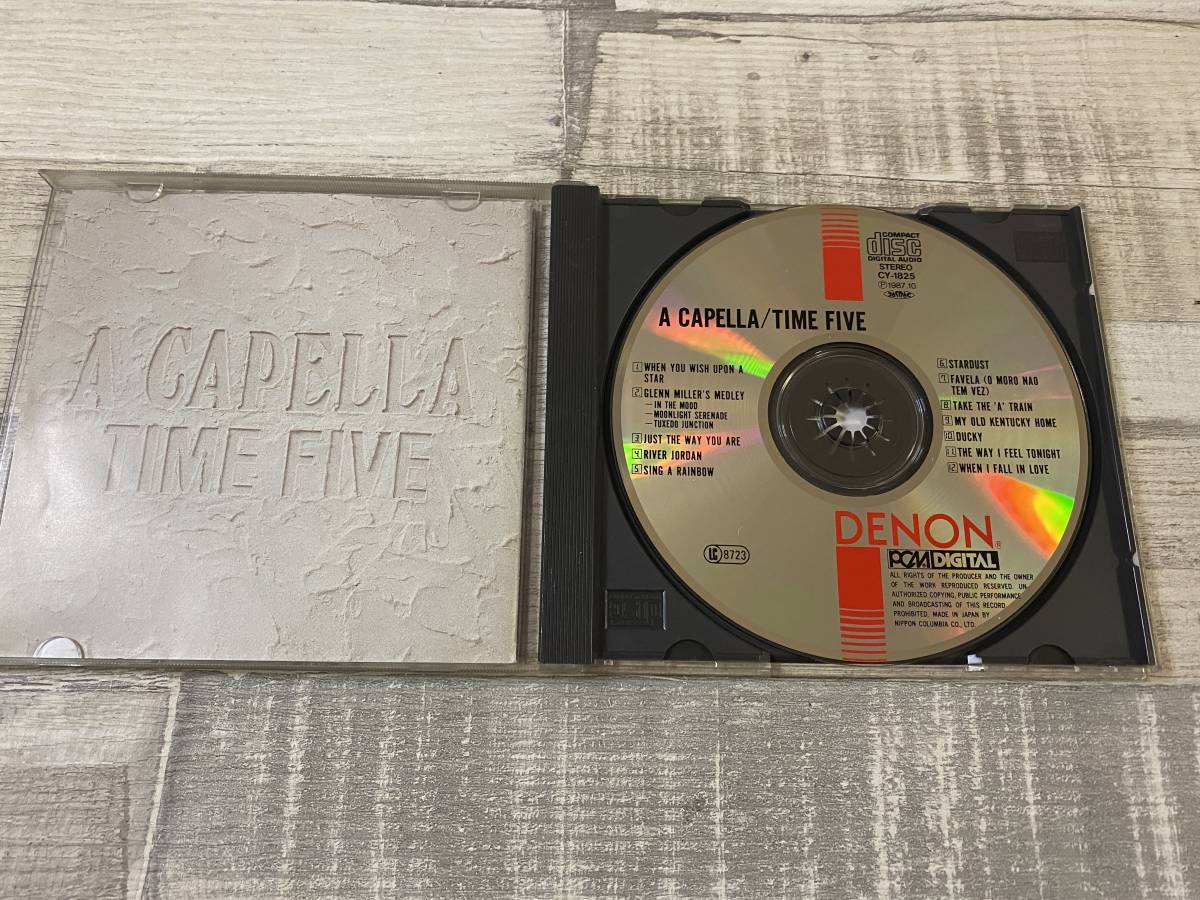 A CAPELLA
TIME FIVE
COMPACT
disc
DIGITAL AUDIO
STEREO
CY-1825
Ⓟ1987.10
A CAPELLA/TIME FIVE
1 WHEN YOU WISH UPON A
STAR
2 GLENN MILLER'S MEDLEY
—IN THE MOOD
—MOONLIGHT SERENADE
—TUXEDO JUNCTION
3 JUST THE WAY YOU ARE
4 RIVER JORDAN
5 SING A RAINBOW
6 STARDUST
7 FAVELA (O MORO NAO
TEM VEZ)
8 TAKE THE 'A' TRAIN
9 MY OLD KENTUCKY HOME
10 DUCKY
11 THE WAY I FEEL TONIGHT
12 WHEN I FALL IN LOVE
DENON®
PCM DIGITAL
LC 8723
ALL RIGHTS OF THE PRODUCER AND THE OWNER
OF THE WORK REPRODUCED RESERVED. UN-
AUTHORIZED COPYING, PUBLIC PERFORMANCE
AND BROADCASTING OF THIS RECORD
PROHIBITED. MADE IN JAPAN BY
NIPPON COLUMBIA CO., LTD.